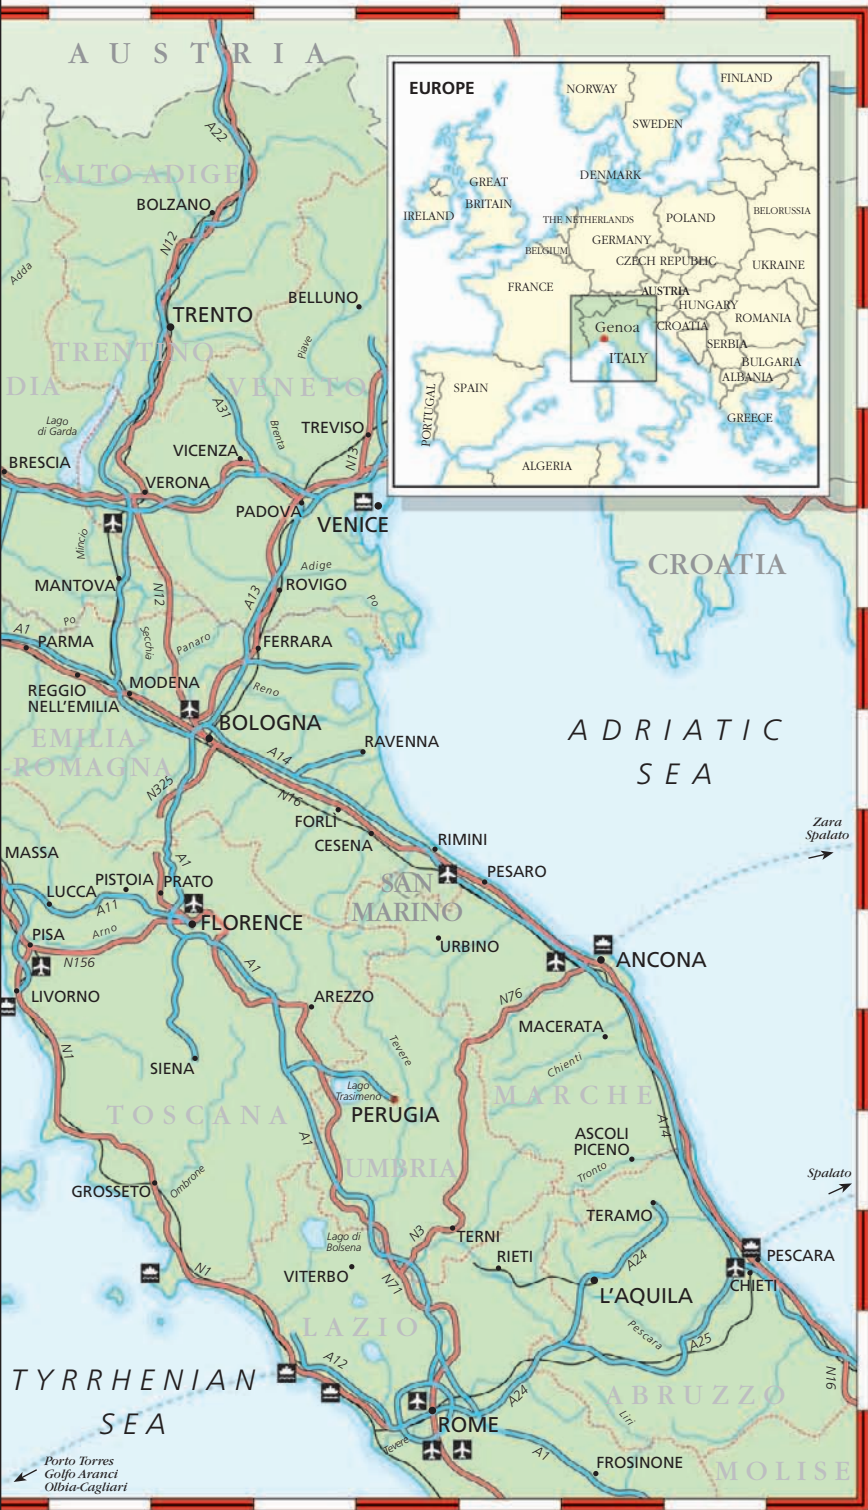 AUSTRIA
A22
-ALTO ADIGE
BOLZANO
N12
Adda
TRENTO
BELLUNO
Piave
TRENTINO
DIA
VENETO
Lago
di Garda
A31
Brenta
TREVISO
N13
BRESCIA
VICENZA
VERONA
PADOVA
VENICE
Mincio
MANTOVA
N12
Adige
ROVIGO
A13
Po
Po
A1
PARMA
Secchia
Panaro
FERRARA
REGGIO
NELL'EMILIA
MODENA
Reno
BOLOGNA
EMILIA-
-ROMAGNA
A14
RAVENNA
N325
N16
FORLÌ
CESENA
RIMINI
MASSA
A1
PISTOIA
PRATO
PESARO
LUCCA
A11
SAN
MARINO
FLORENCE
PISA
Arno
N156
URBINO
ANCONA
LIVORNO
A1
AREZZO
N76
MACERATA
N1
SIENA
Tevere
Chienti
Lago
Trasimeno
PERUGIA
MARCHE
TOSCANA
A1
A14
ASCOLI
PICENO
UMBRIA
Tronto
GROSSETO
Ombrone
TERAMO
Lago di
Bolsena
N3
TERNI
RIETI
A24
PESCARA
CHIETI
N1
VITERBO
N71
L'AQUILA
LAZIO
Pescara
A25
A12
N16
TYRRHENIAN
SEA
A24
ABRUZZO
ROME
Tevere
Liri
A1
FROSINONE
MOLISE
Porto Torres
Golfo Aranci
Olbia-Cagliari
CROATIA
ADRIATIC
SEA
Zara
Spalato
Spalato
EUROPE
NORWAY
FINLAND
SWEDEN
DENMARK
GREAT
BRITAIN
IRELAND
THE NETHERLANDS
POLAND
BELORUSSIA
BELGIUM
GERMANY
CZECH REPUBLIC
UKRAINE
FRANCE
AUSTRIA
HUNGARY
ROMANIA
Genoa
CROATIA
SERBIA
ITALY
BULGARIA
ALBANIA
PORTUGAL
SPAIN
GREECE
ALGERIA